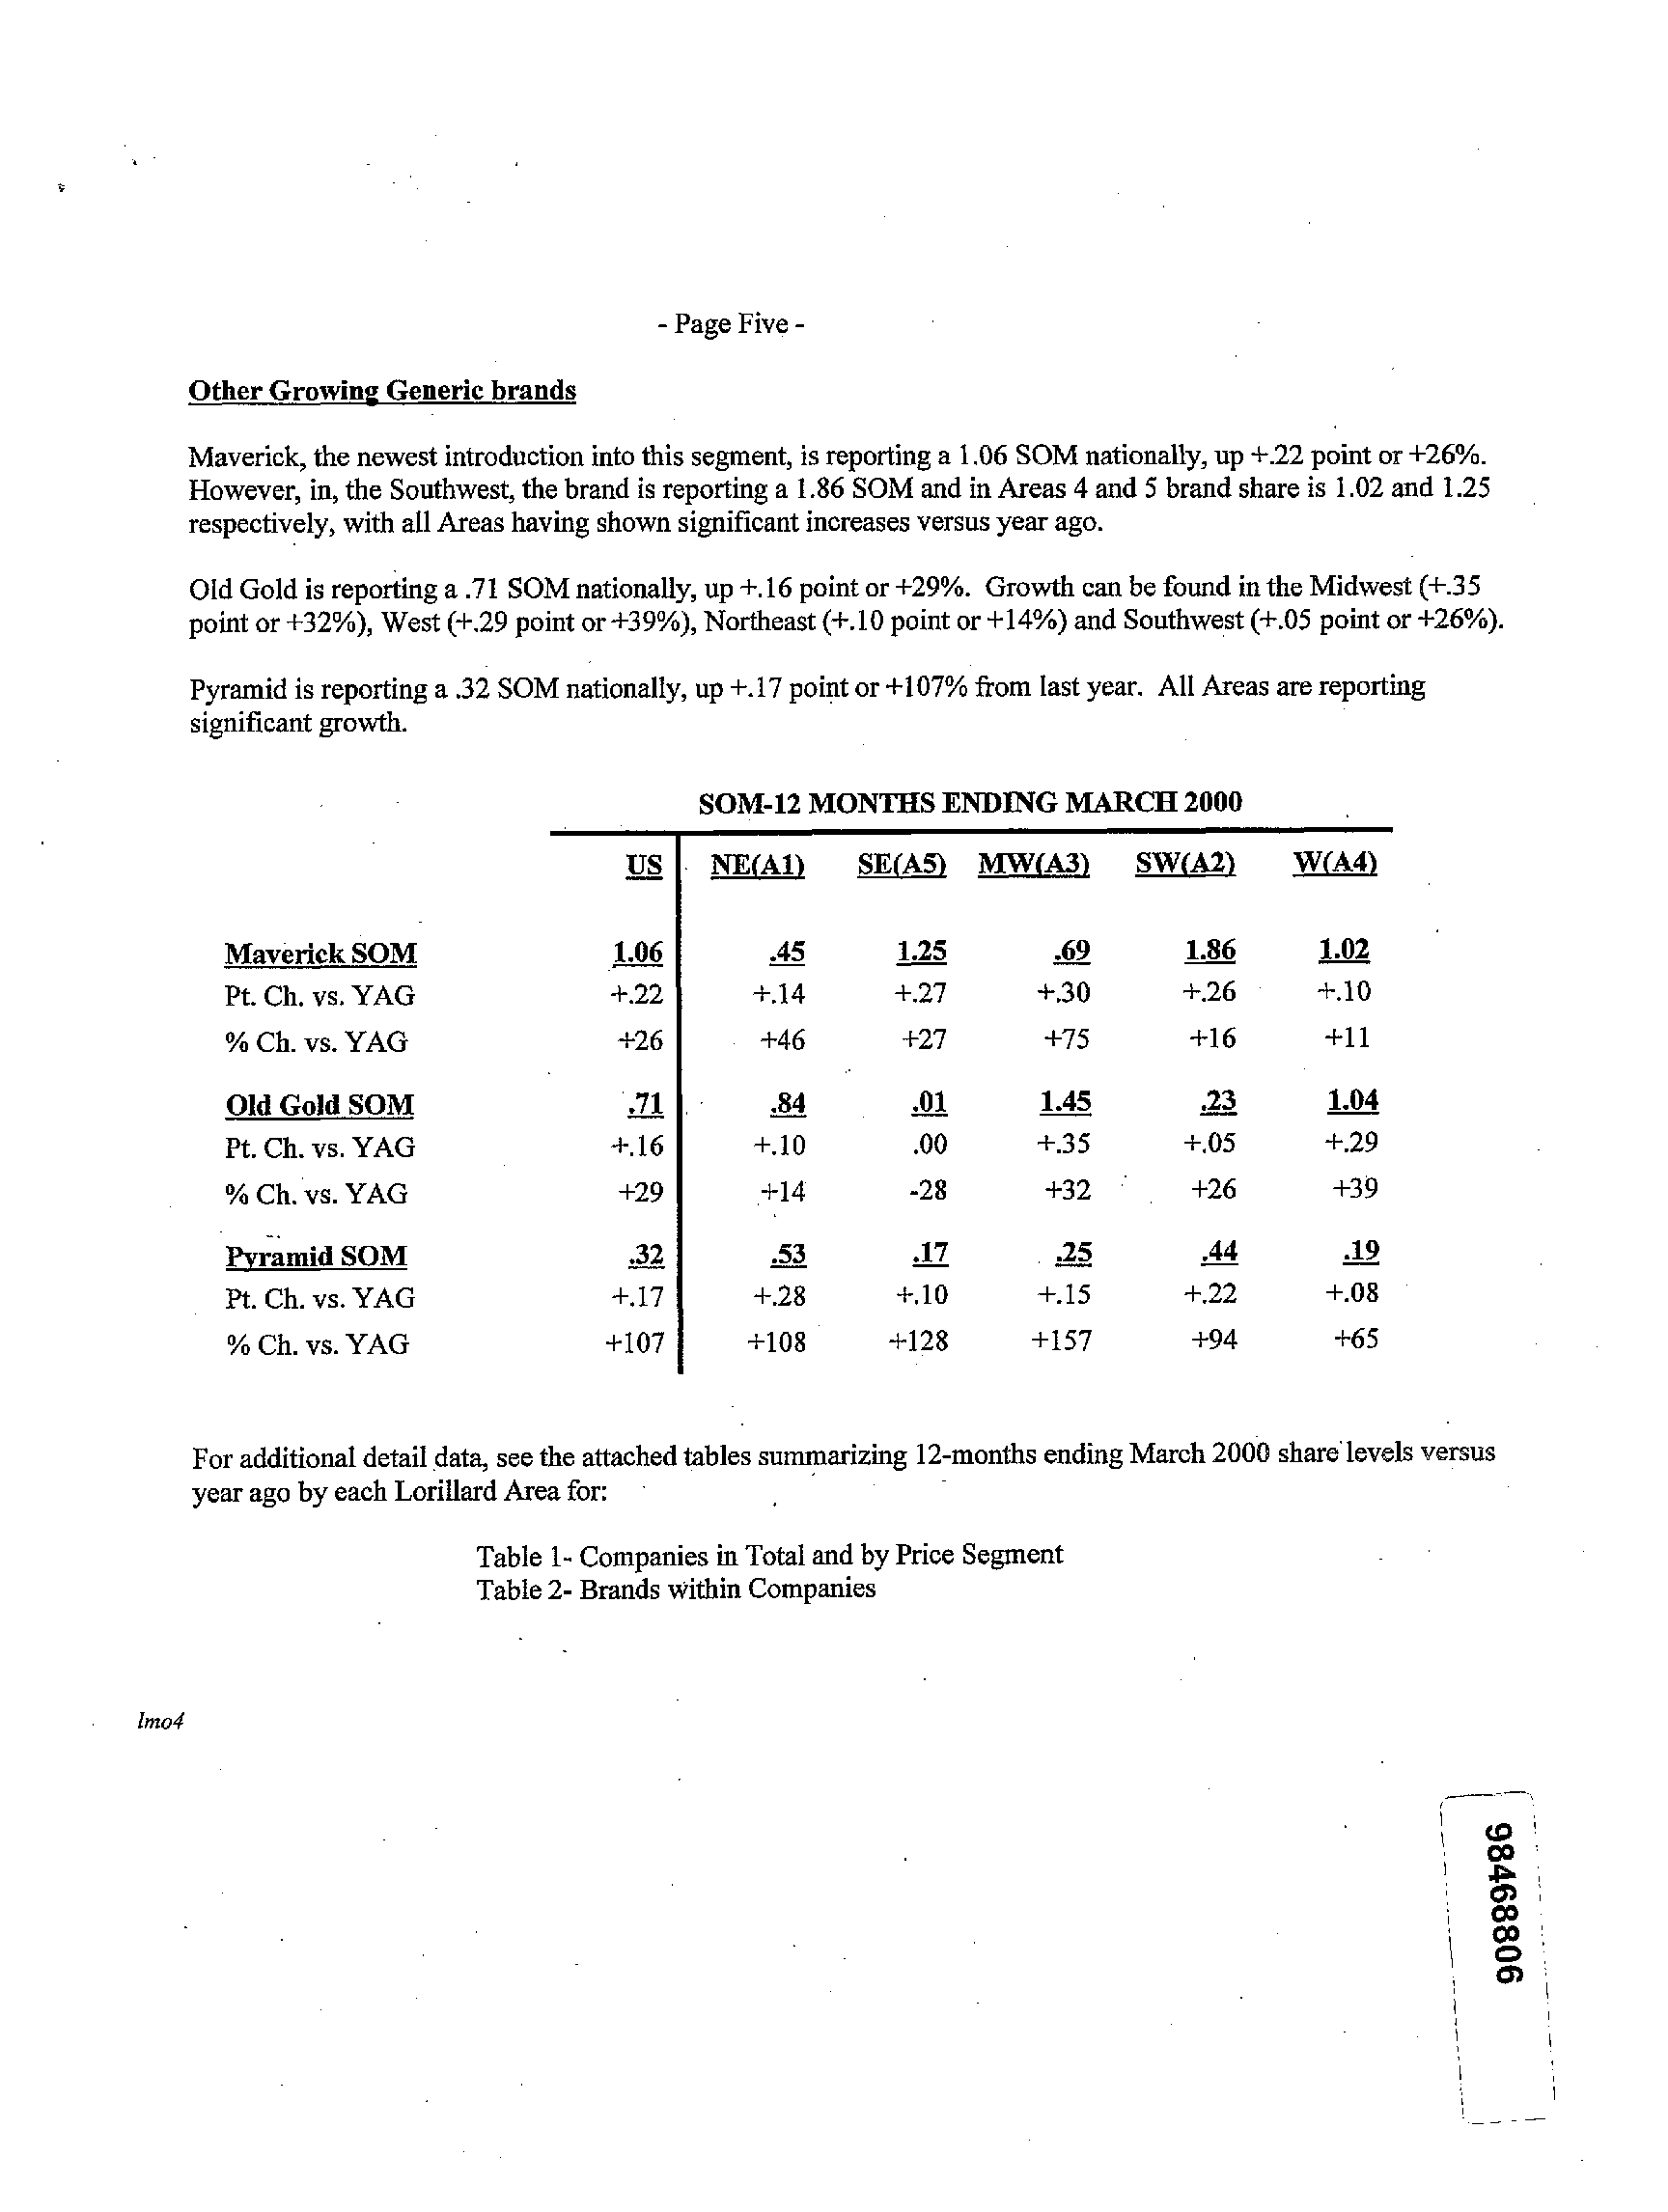 - Page Five -
Other Growing Generic brands
Maverick, the newest introduction into this segment, is reporting a 1.06 SOM nationally, up +.22 point or +26%.
However, in, the Southwest, the brand is reporting a 1.86 SOM and in Areas 4 and 5 brand share is 1.02 and 1.25
respectively, with all Areas having shown significant increases versus year ago.
Old Gold is reporting a .71 SOM nationally, up +.16 point or +29%. Growth can be found in the Midwest (+.35
point or +32%), West (+.29 point or +39%), Northeast (+.10 point or +14%) and Southwest (+.05 point or +26%).
Pyramid is reporting a .32 SOM nationally, up +.17 point or +107% from last year. All Areas are reporting
significant growth.
SOM-12 MONTHS ENDING MARCH 2000
US NE(A1) SE(A5) MW(A3) SW(A2) W(A4)
Maverick SOM 1.06 .45 1.25 .69 1.86 1.02
Pt. Ch. vs. YAG +.22 +.14 +.27 +.30 +.26 +.10
% Ch. vs. YAG +26 +46 +27 +75 +16 +11
Old Gold SOM .71 .84 .01 1.45 .23 1.04
Pt. Ch. vs. YAG +.16 +.10 .00 +.35 +.05 +.29
% Ch. vs. YAG +29 +14 -28 +32 +26 +39
Pyramid SOM .32 .53 .17 .25 .44 .19
Pt. Ch. vs. YAG +.17 +.28 +.10 +.15 +.22 +.08
% Ch. vs. YAG +107 +108 +128 +157 +94 +65
For additional detail data, see the attached tables summarizing 12-months ending March 2000 share levels versus
year ago by each Lorillard Area for:
Table 1- Companies in Total and by Price Segment
Table 2- Brands within Companies
lmo4
98468806